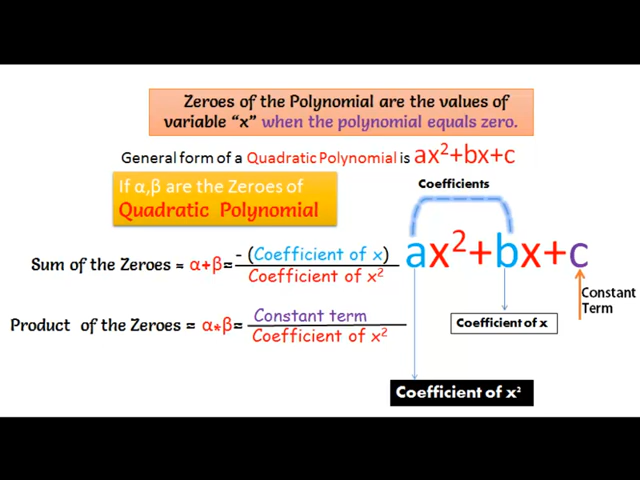 Zeroes of the Polynomial are the values of
variable “x” when the polynomial equals zero.
General form of a Quadratic Polynomial is ax²+bx+c
If α,β are the Zeroes of
Quadratic Polynomial
Coefficients
ax²+bx+c
Sum of the Zeroes = α+β= - (Coefficient of x)
Coefficient of x²
Constant
Term
Product of the Zeroes = α*β= Constant term
Coefficient of x²
Coefficient of x
Coefficient of x²